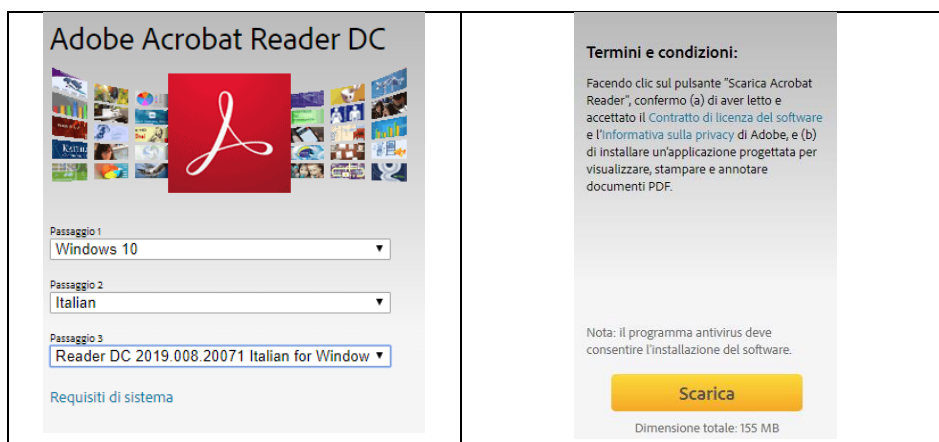 Adobe Acrobat Reader DC
Passaggio 1
Windows 10
Passaggio 2
Italian
Passaggio 3
Reader DC 2019.008.20071 Italian for Window
Requisiti di sistema
Termini e condizioni:
Facendo clic sul pulsante "Scarica Acrobat
Reader", confermo (a) di aver letto e
accettato il Contratto di licenza del software
e l'Informativa sulla privacy di Adobe, e (b)
di installare un'applicazione progettata per
visualizzare, stampare e annotare
documenti PDF.
Nota: il programma antivirus deve
consentire l'installazione del software.
Scarica
Dimensione totale: 155 MB